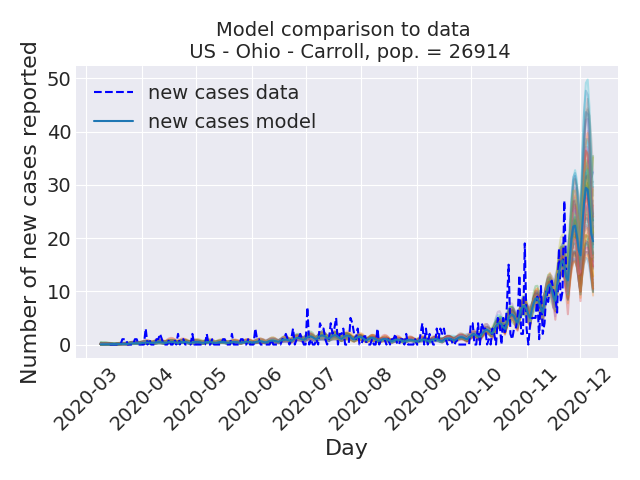 Model comparison to data
US - Ohio - Carroll, pop. = 26914
Number of new cases reported
50
40
30
20
10
0
new cases data
new cases model
2020-03
2020-04
2020-05
2020-06
2020-07
2020-08
2020-09
2020-10
2020-11
2020-12
Day